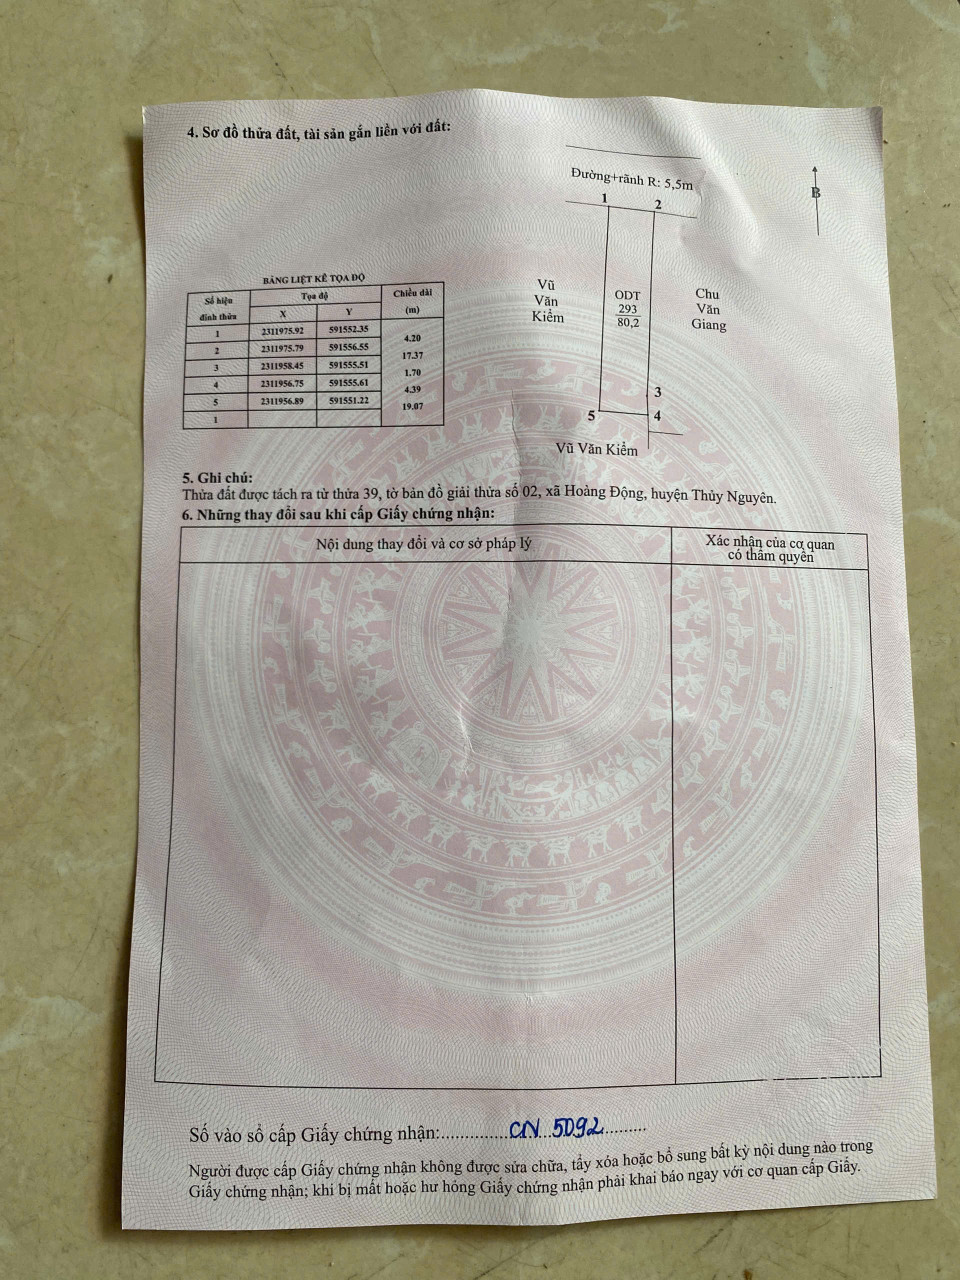 4. Sơ đồ thửa đất, tài sản gắn liền với đất:
Đường+rãnh R: 5,5m
B
1
2
BẢNG LIỆT KÊ TỌA ĐỘ
Số hiệu đỉnh thửa
Tọa độ
Chiều dài (m)
X
Y
1 2311975.92 591552.35
4.20
2 2311975.79 591556.55
17.37
3 2311958.45 591555.51
1.70
4 2311956.75 591555.61
4.39
5 2311956.89 591551.22
19.07
1
Vũ
Văn
Kiểm
ODT
293
80,2
Chu
Văn
Giang
3
5
4
Vũ Văn Kiểm
5. Ghi chú:
Thửa đất được tách ra từ thửa 39, tờ bản đồ giải thửa số 02, xã Hoàng Động, huyện Thủy Nguyên.
6. Những thay đổi sau khi cấp Giấy chứng nhận:
Nội dung thay đổi và cơ sở pháp lý
Xác nhận của cơ quan
có thẩm quyền
Số vào sổ cấp Giấy chứng nhận:..............CN 5092..........
Người được cấp Giấy chứng nhận không được sửa chữa, tẩy xóa hoặc bổ sung bất kỳ nội dung nào trong
Giấy chứng nhận; khi bị mất hoặc hư hỏng Giấy chứng nhận phải khai báo ngay với cơ quan cấp Giấy.